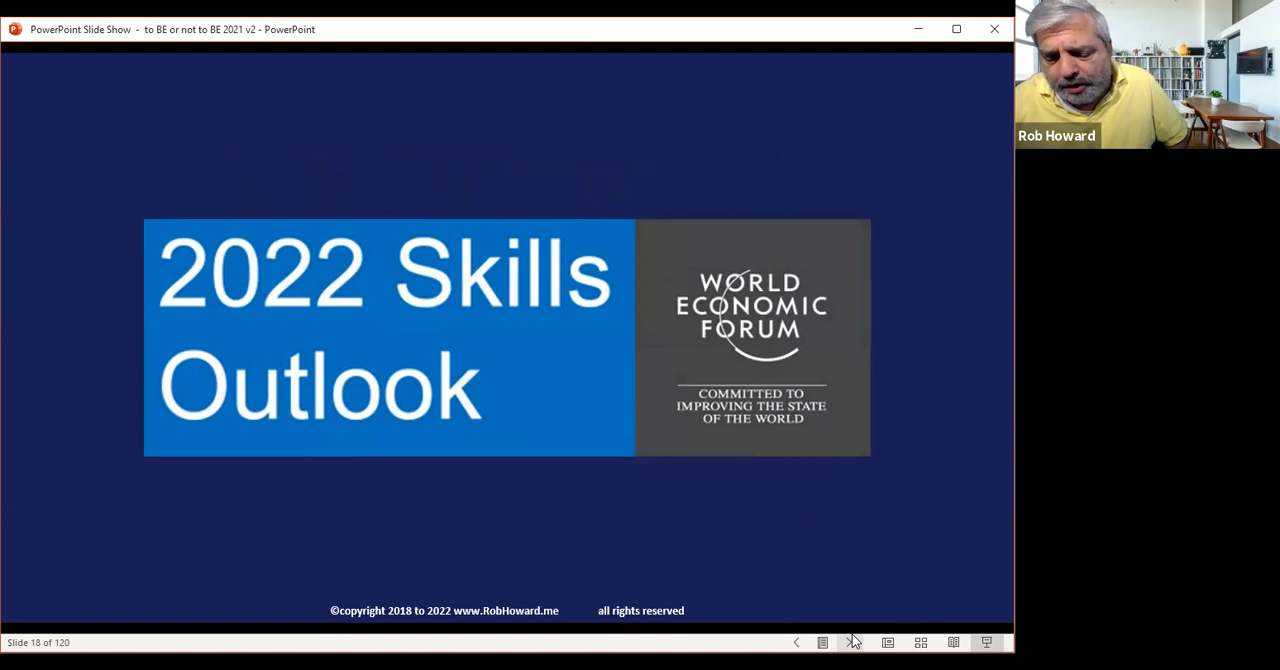 PowerPoint Slide Show - to BE or not to BE 2021 v2 - PowerPoint
Rob Howard
2022 Skills
Outlook
WORLD
ECONOMIC
FORUM
COMMITTED TO
IMPROVING THE STATE
OF THE WORLD
©copyright 2018 to 2022 www.RobHoward.me all rights reserved
Slide 18 of 120